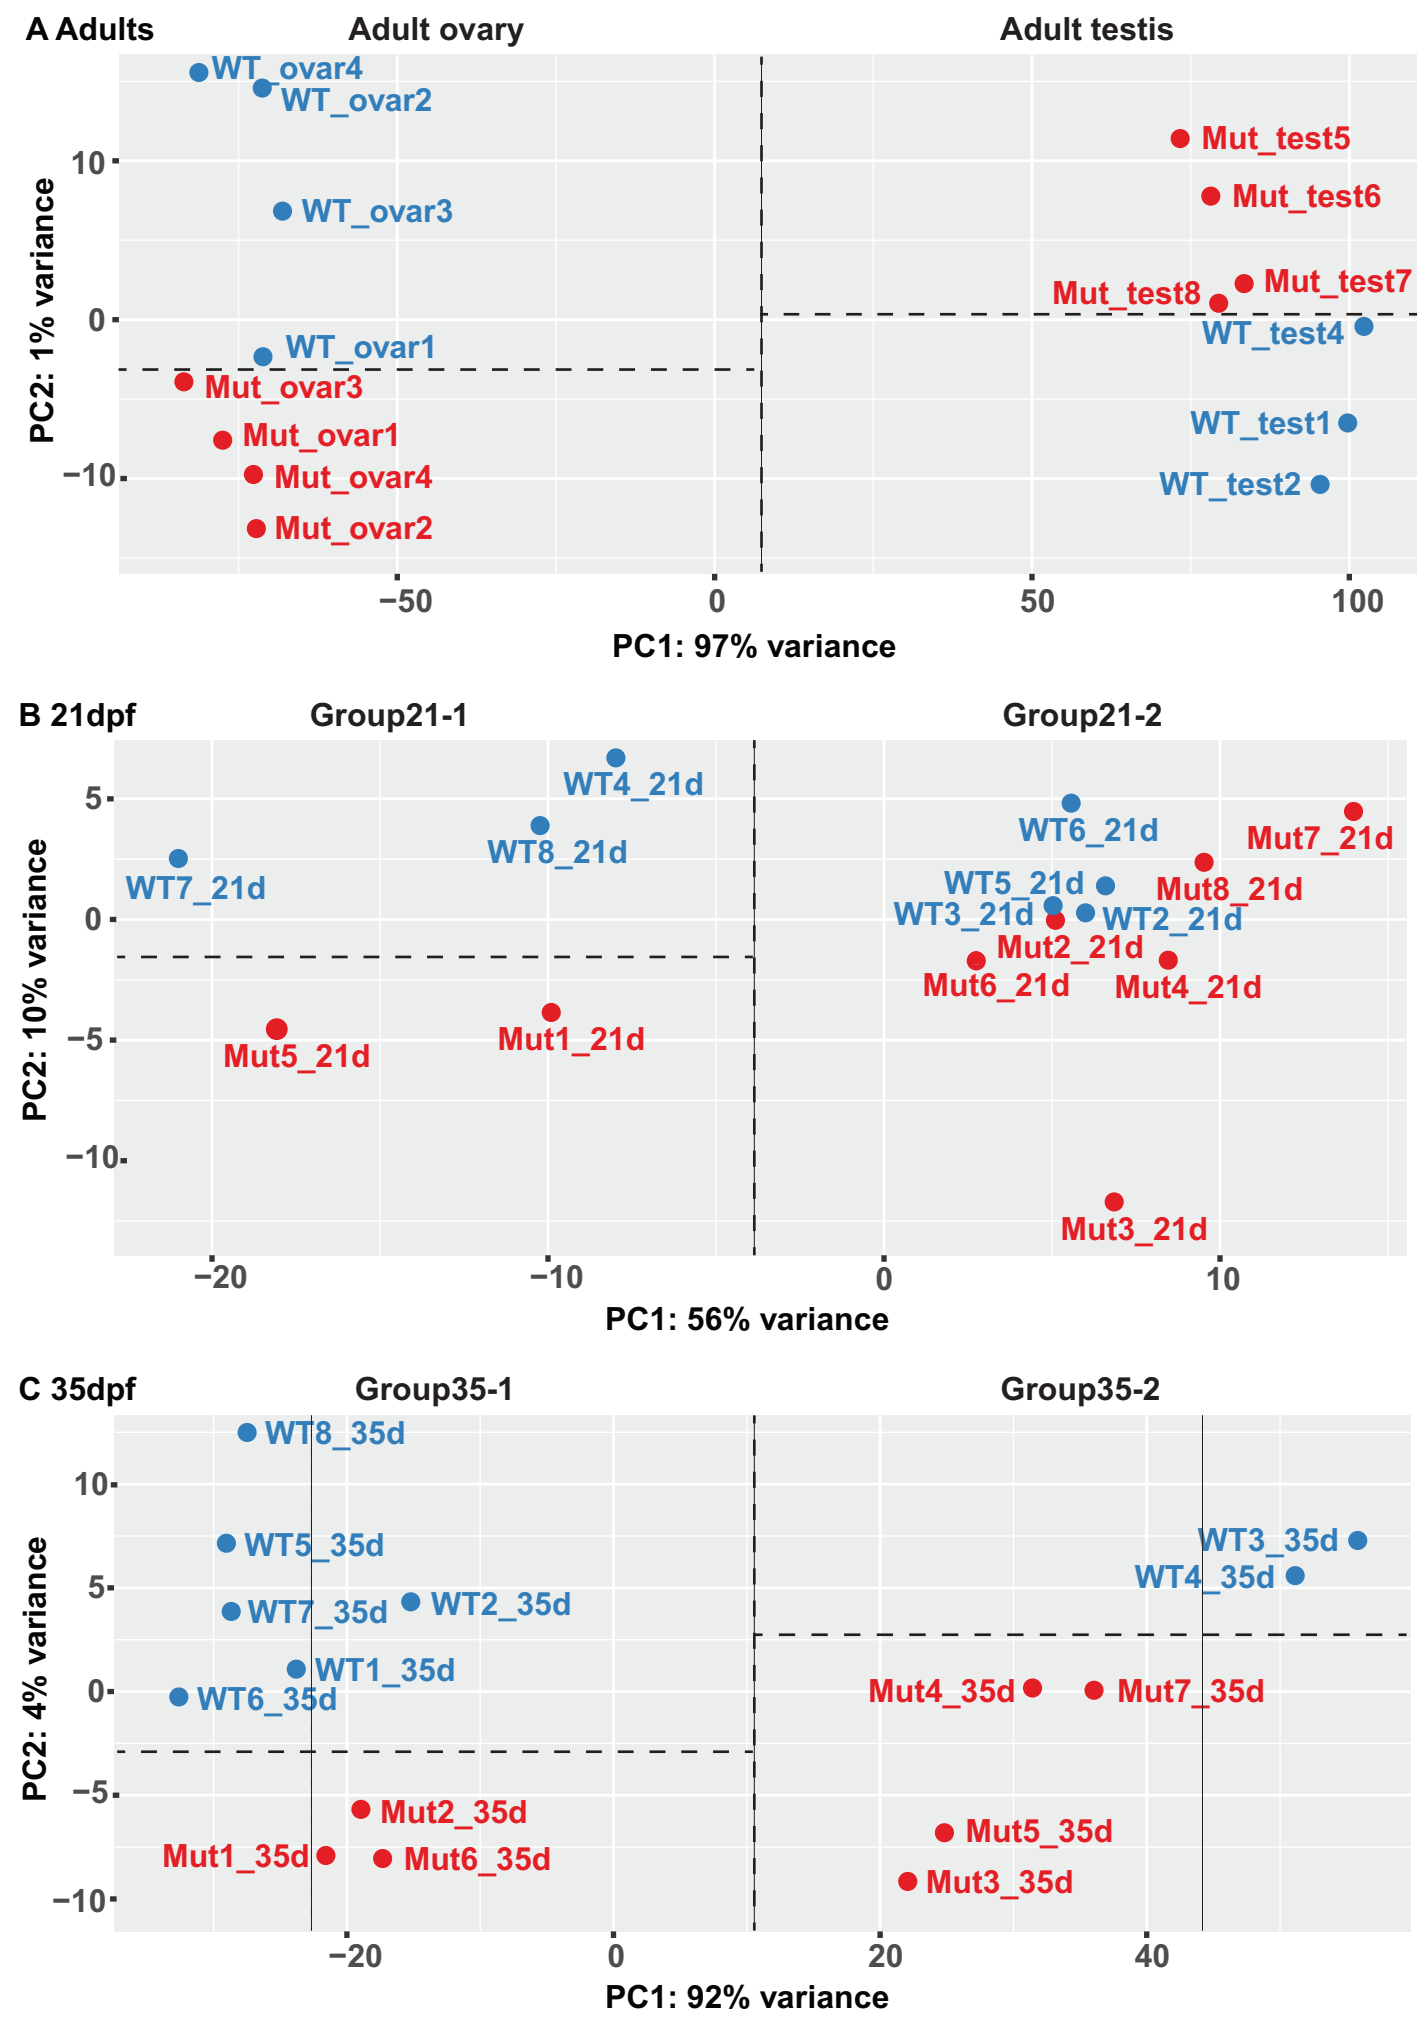 A Adults
Adult ovary
Adult testis
WT_ovar4
WT_ovar2
WT_ovar3
WT_ovar1
Mut_ovar3
Mut_ovar1
Mut_ovar4
Mut_ovar2
Mut_test5
Mut_test6
Mut_test7
Mut_test8
WT_test4
WT_test1
WT_test2
PC2: 1% variance
10
0
−10
−50
0
50
100
PC1: 97% variance
B 21dpf
Group21-1
Group21-2
WT4_21d
WT8_21d
WT7_21d
Mut1_21d
Mut5_21d
WT6_21d
Mut7_21d
WT5_21d
Mut8_21d
WT3_21d
WT2_21d
Mut2_21d
Mut6_21d
Mut4_21d
Mut3_21d
PC2: 10% variance
5
0
−5
−10
−20
−10
0
10
PC1: 56% variance
C 35dpf
Group35-1
Group35-2
WT8_35d
WT5_35d
WT7_35d
WT2_35d
WT1_35d
WT6_35d
Mut2_35d
Mut1_35d
Mut6_35d
WT3_35d
WT4_35d
Mut4_35d
Mut7_35d
Mut5_35d
Mut3_35d
PC2: 4% variance
10
5
0
−5
−10
−20
0
20
40
PC1: 92% variance